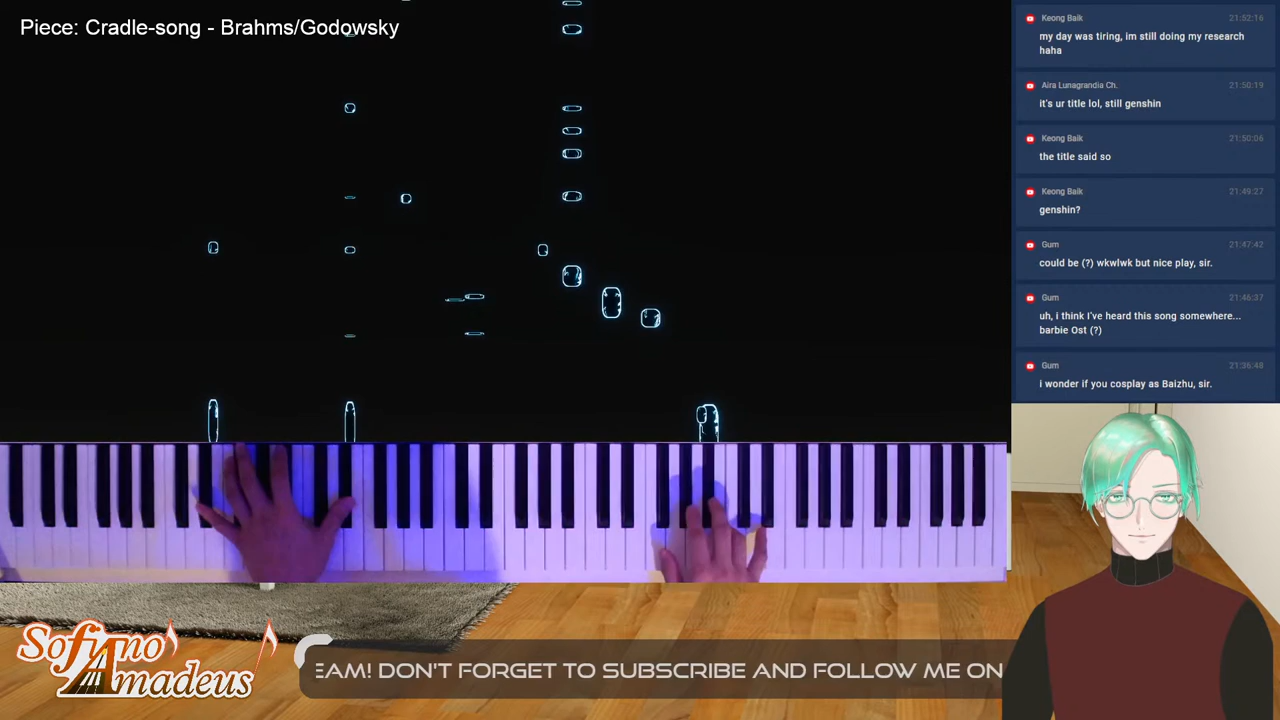 Piece: Cradle-song - Brahms/Godowsky
Keong Baik 21:52:16
my day was tiring, im still doing my research
haha
Aira Lunagrandia Ch. 21:50:19
it's ur title lol, still genshin
Keong Baik 21:50:06
the title said so
Keong Baik 21:49:27
genshin?
Gum 21:47:42
could be (?) wkwlwk but nice play, sir.
Gum 21:46:37
uh, i think I've heard this song somewhere...
barbie Ost (?)
Gum 21:36:48
i wonder if you cosplay as Baizhu, sir.
Sofiano
Amadeus
EAM! DON'T FORGET TO SUBSCRIBE AND FOLLOW ME ON